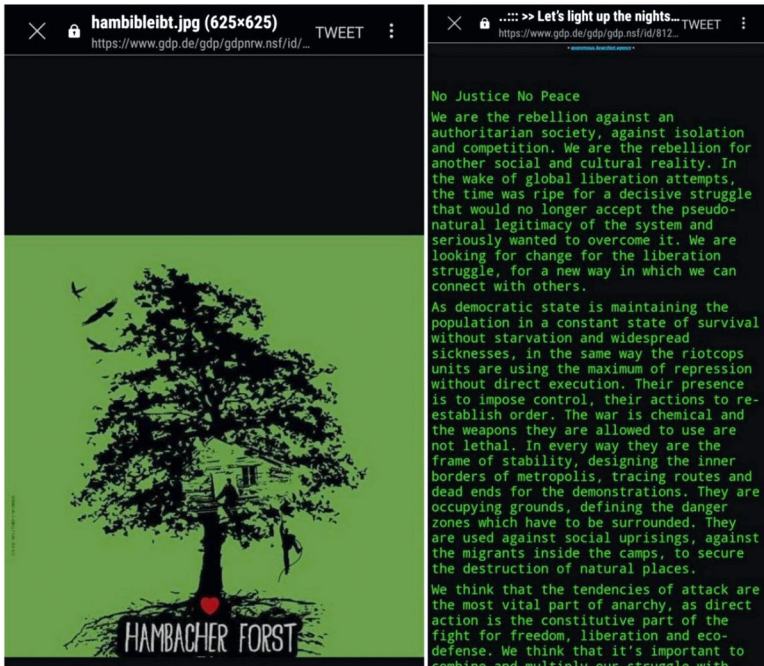 hambibleibt.jpg (625×625)
https://www.gdp.de/gdp/gdpnrw.nsf/id/...
TWEET
HAMBACHER FORST
..::: >> Let's light up the nights...
https://www.gdp.de/gdp/gdp.nsf/id/812...
TWEET
• anonymous Anarchist agency •
No Justice No Peace
We are the rebellion against an
authoritarian society, against isolation
and competition. We are the rebellion for
another social and cultural reality. In
the wake of global liberation attempts,
the time was ripe for a decisive struggle
that would no longer accept the pseudo-
natural legitimacy of the system and
seriously wanted to overcome it. We are
looking for change for the liberation
struggle, for a new way in which we can
connect with others.
As democratic state is maintaining the
population in a constant state of survival
without starvation and widespread
sicknesses, in the same way the riotcops
units are using the maximum of repression
without direct execution. Their presence
is to impose control, their actions to re-
establish order. The war is chemical and
the weapons they are allowed to use are
not lethal. In every way they are the
frame of stability, designing the inner
borders of metropolis, tracing routes and
dead ends for the demonstrations. They are
occupying grounds, defining the danger
zones which have to be surrounded. They
are used against social uprisings, against
the migrants inside the camps, to secure
the destruction of natural places.
We think that the tendencies of attack are
the most vital part of anarchy, as direct
action is the constitutive part of the
fight for freedom, liberation and eco-
defense. We think that it's important to
combine and multiply our struggle with